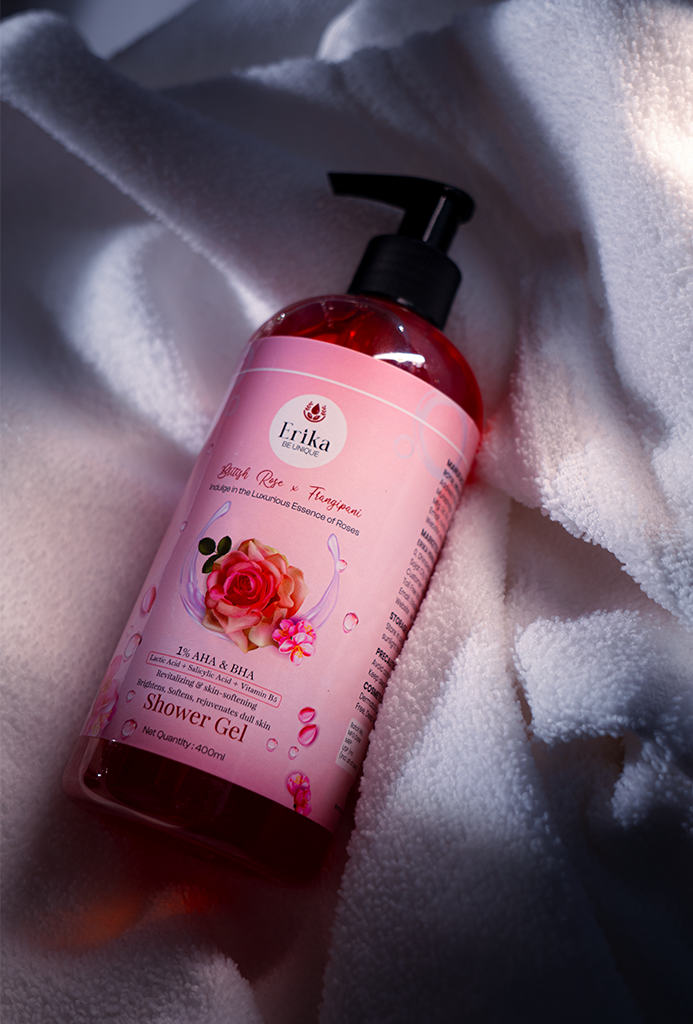 Erika
BE UNIQUE
British Rose x Frangipani
Indulge in the Luxurious Essence of Roses
1% AHA & BHA
Lactic Acid + Salicylic Acid + Vitamin B5
Revitalizing & skin-softening
Brightens, Softens, rejuvenates dull skin
Shower Gel
Net Quantity : 400ml